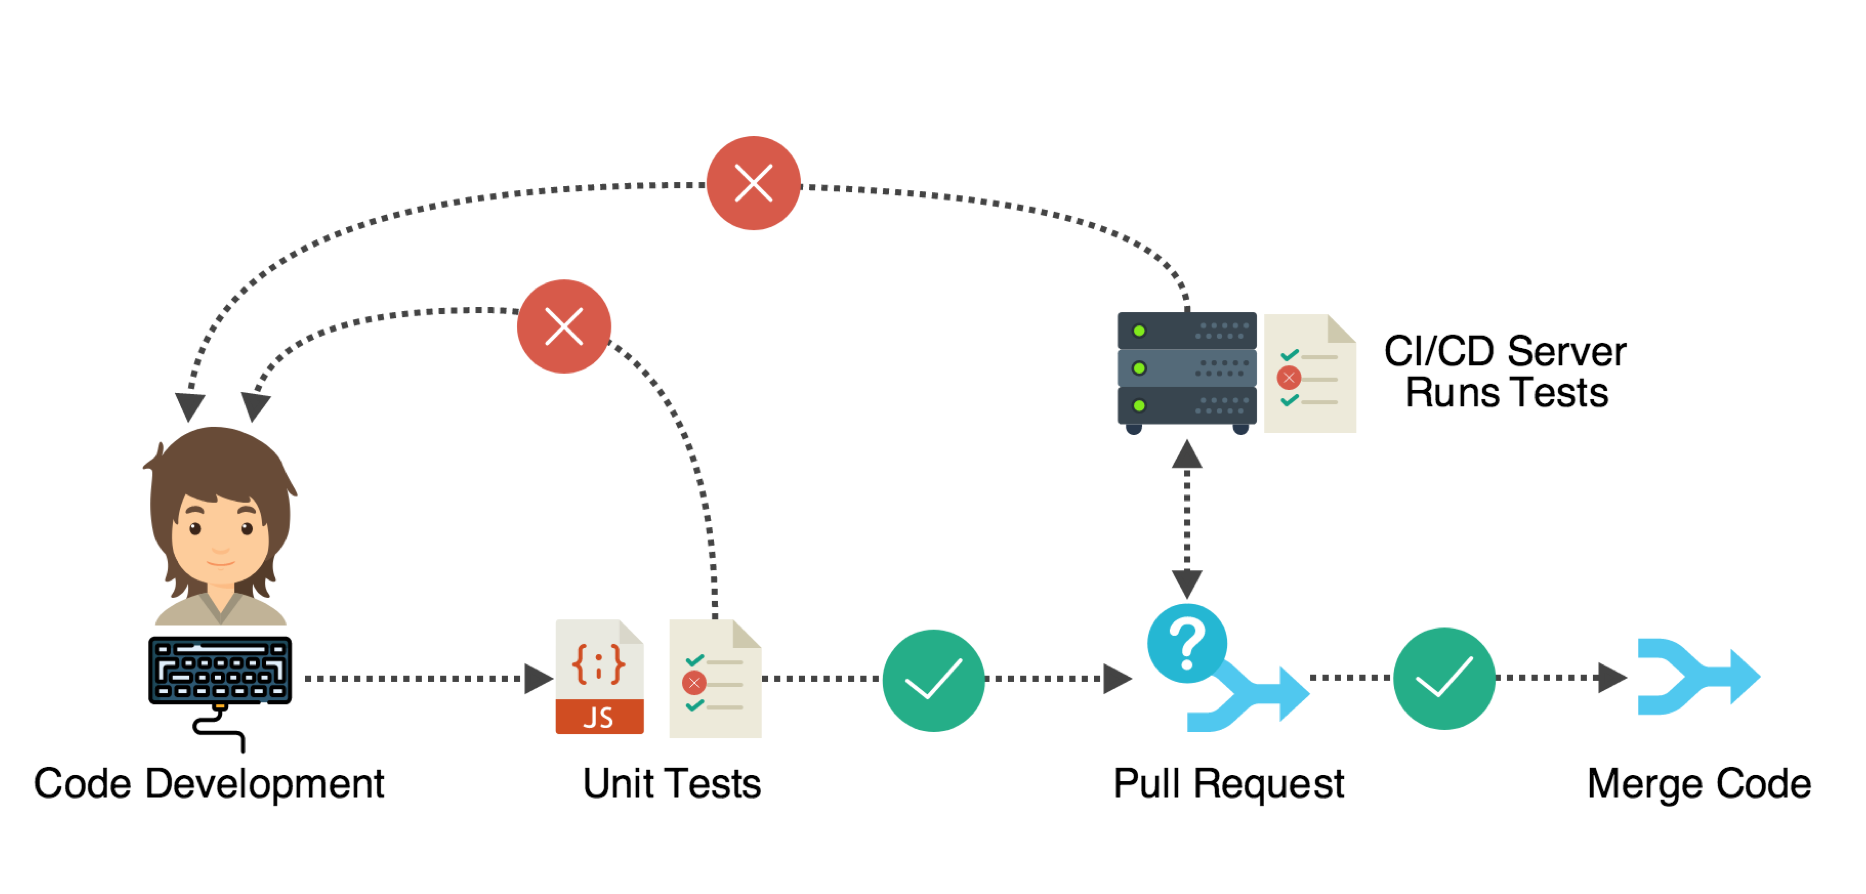 CI/CD Server
Runs Tests
{;}
JS
?
Code Development
Unit Tests
Pull Request
Merge Code